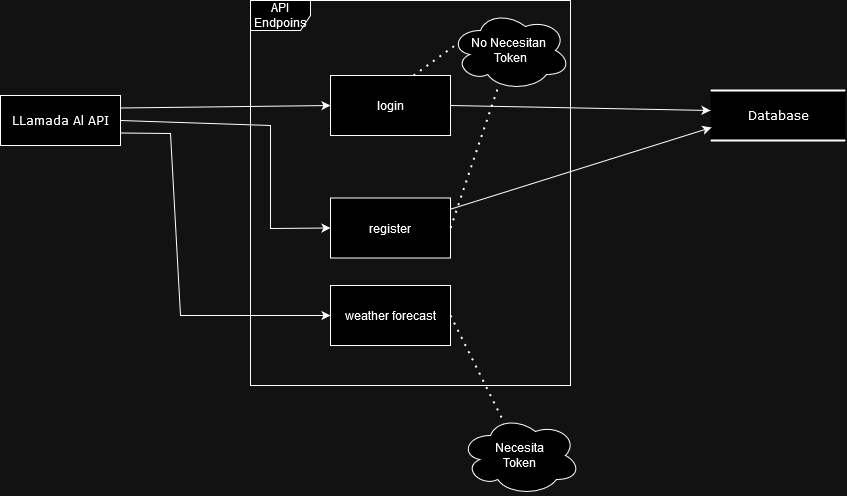 API
Endpoins
No Necesitan
Token
login
LLamada Al API
Database
register
weather forecast
Necesita
Token